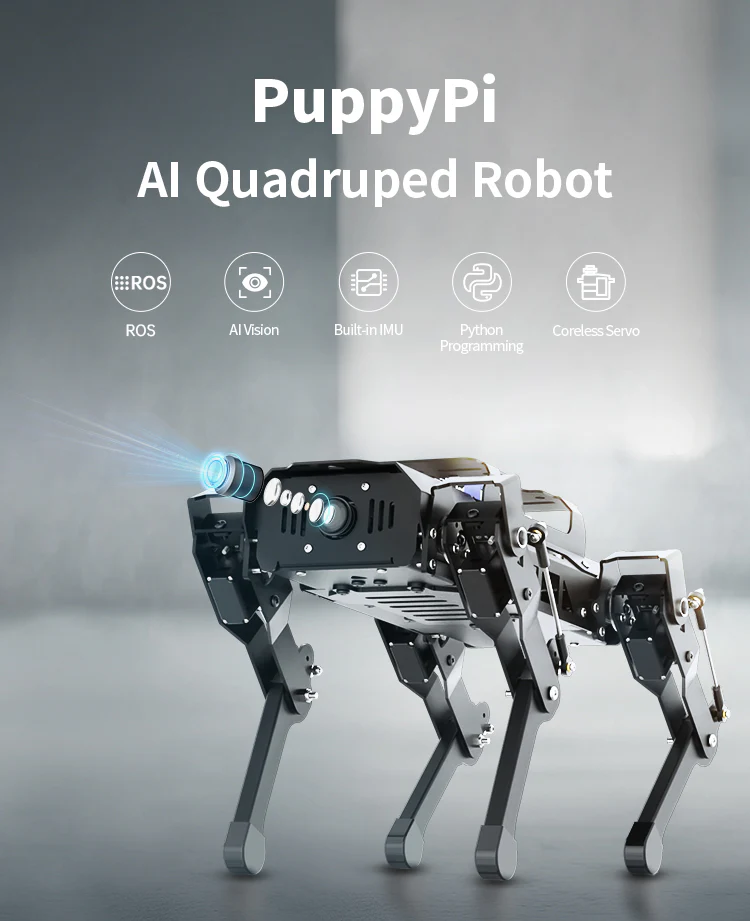 PuppyPi
AI Quadruped Robot
ROS
ROS
AI Vision
Built-in IMU
Python
Programming
Coreless Servo